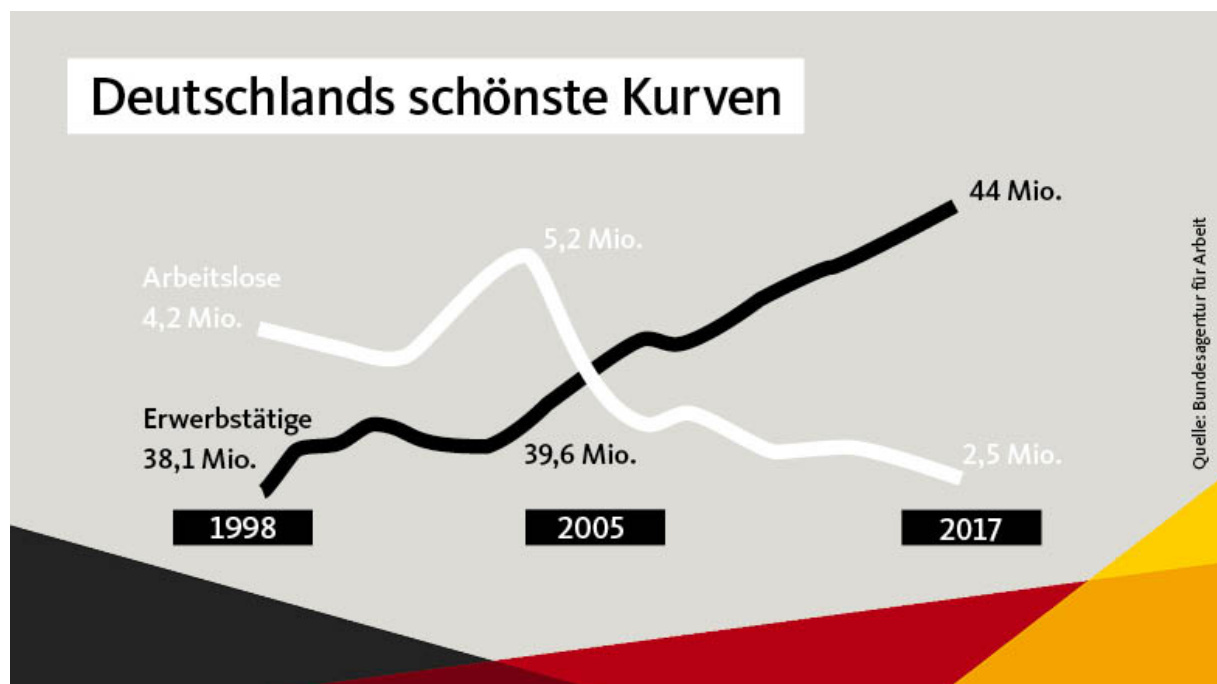 Deutschlands schönste Kurven
44 Mio.
5,2 Mio.
Arbeitslose
4,2 Mio.
Erwerbstätige
38,1 Mio.
39,6 Mio.
2,5 Mio.
1998
2005
2017
Quelle: Bundesagentur für Arbeit